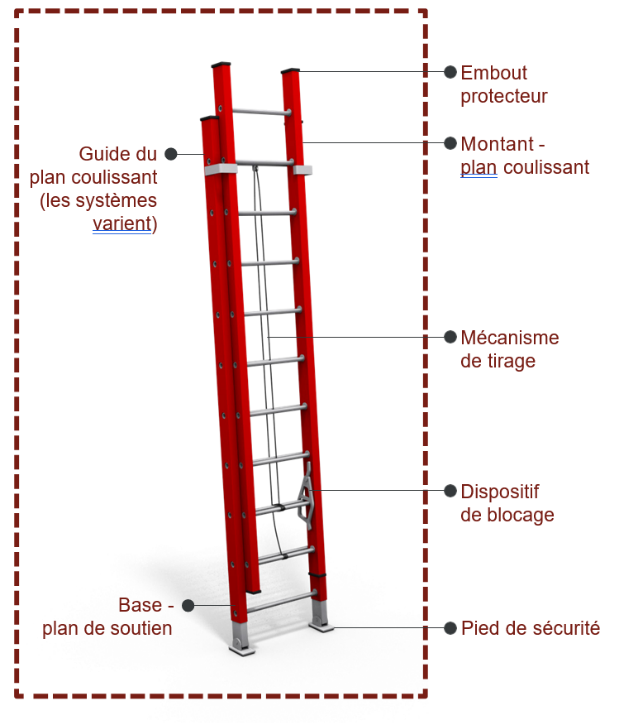 Embout
protecteur
Montant -
plan coulissant
Guide du
plan coulissant
(les systèmes
varient)
Mécanisme
de tirage
Dispositif
de blocage
Base -
plan de soutien
Pied de sécurité